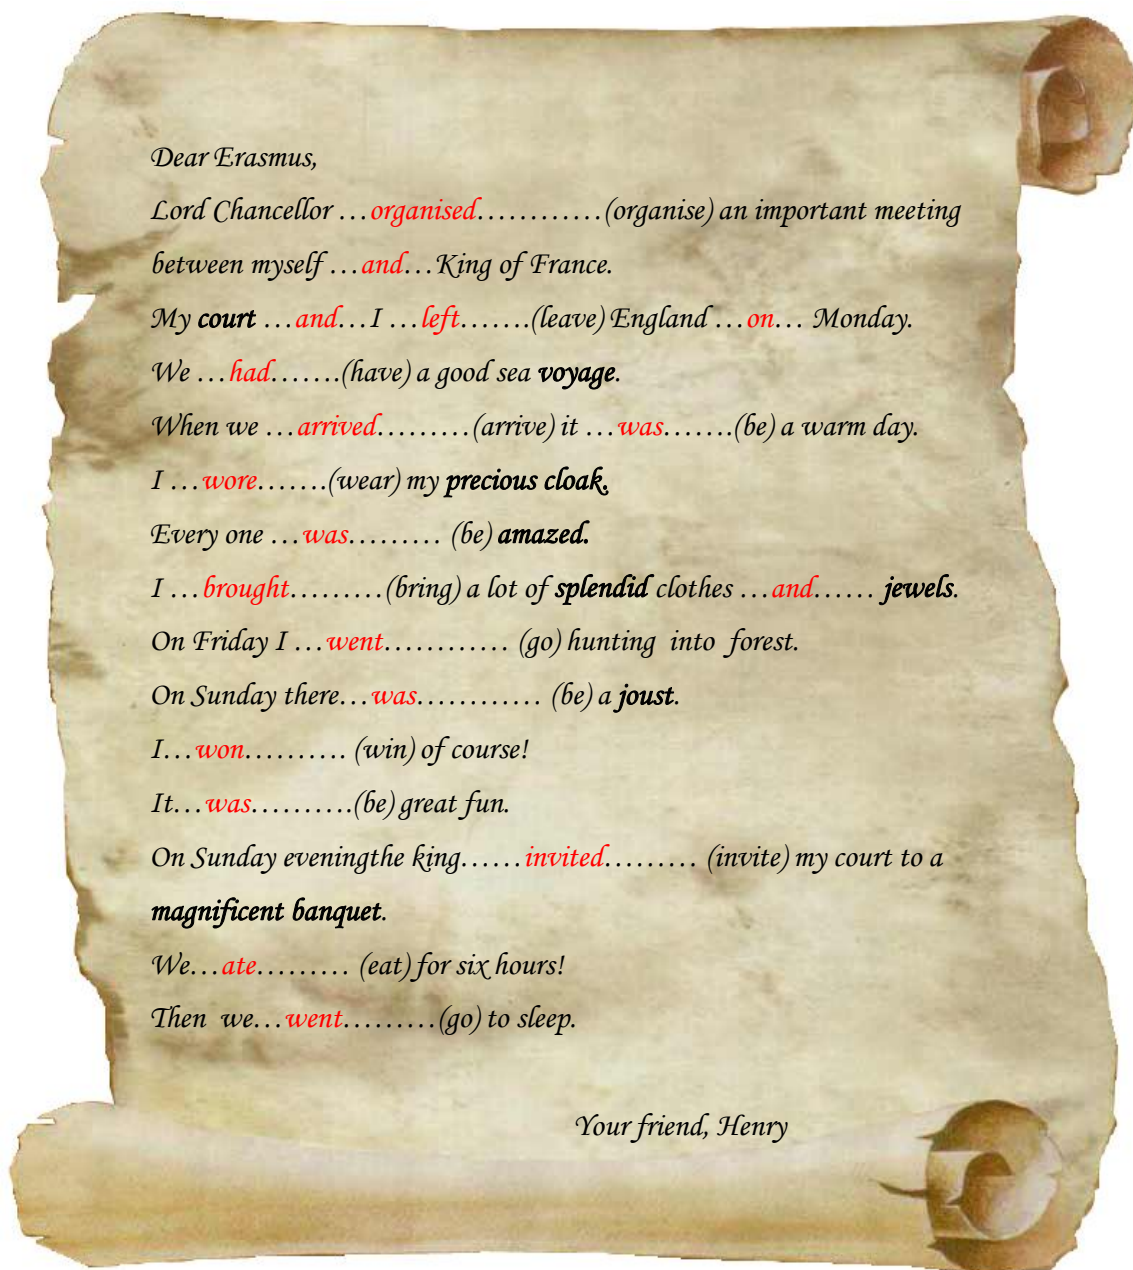 Dear Erasmus,
Lord Chancellor …organised…………(organise) an important meeting
between myself …and…King of France.
My court …and…I …left…….(leave) England …on… Monday.
We …had…….(have) a good sea voyage.
When we …arrived………(arrive) it …was…….(be) a warm day.
I …wore…….(wear) my precious cloak.
Every one …was……… (be) amazed.
I …brought………(bring) a lot of splendid clothes …and…… jewels.
On Friday I …went………… (go) hunting into forest.
On Sunday there…was………… (be) a joust.
I…won………. (win) of course!
It…was……….(be) great fun.
On Sunday eveningthe king……invited……… (invite) my court to a
magnificent banquet.
We…ate……… (eat) for six hours!
Then we…went………(go) to sleep.
Your friend, Henry